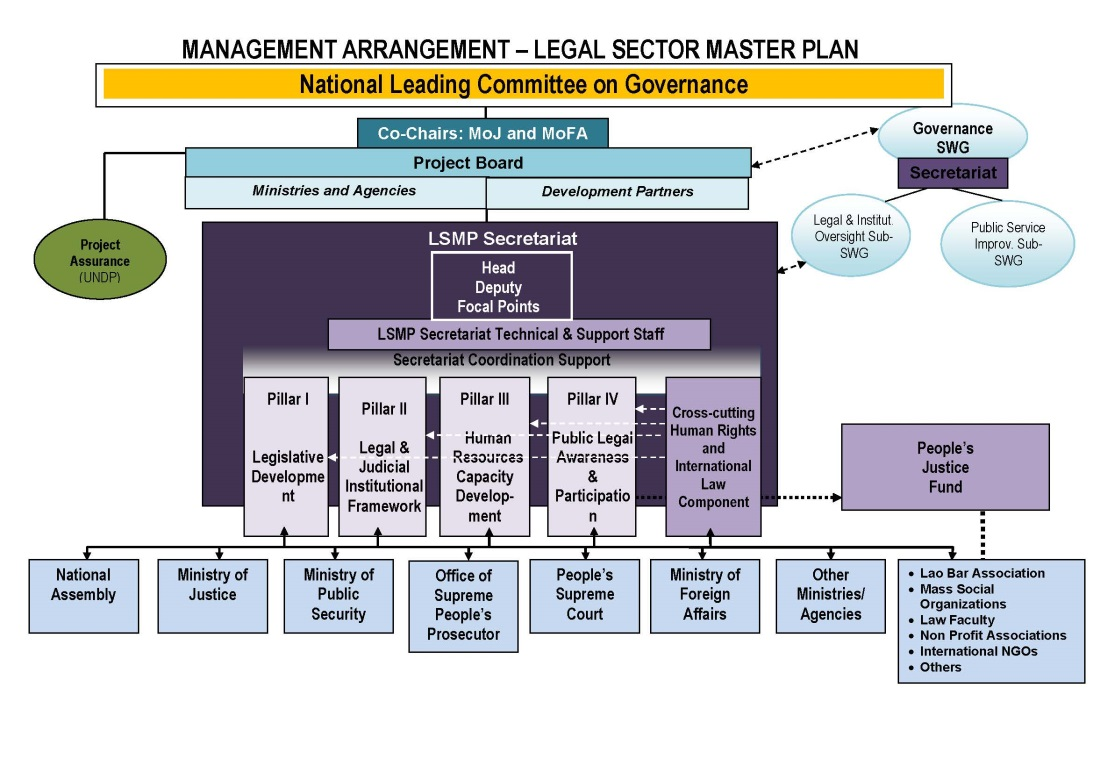 MANAGEMENT ARRANGEMENT – LEGAL SECTOR MASTER PLAN
National Leading Committee on Governance
Co-Chairs: MoJ and MoFA
Project Board
Ministries and Agencies
Development Partners
Governance
SWG
Secretariat
Legal & Institut.
Oversight Sub-
SWG
Public Service
Improv. Sub-
SWG
Project
Assurance
(UNDP)
LSMP Secretariat
Head
Deputy
Focal Points
LSMP Secretariat Technical & Support Staff
Secretariat Coordination Support
Pillar I
Legislative
Developme
nt
Pillar II
Legal &
Judicial
Institutional
Framework
Pillar III
Human
Resources
Capacity
Develop-
ment
Pillar IV
Public Legal
Awareness
&
Participatio
n
Cross-cutting
Human Rights
and
International
Law
Component
People's
Justice
Fund
National
Assembly
Ministry of
Justice
Ministry of
Public
Security
Office of
Supreme
People's
Prosecutor
People's
Supreme
Court
Ministry of
Foreign
Affairs
Other
Ministries/
Agencies
• Lao Bar Association
• Mass Social
Organizations
• Law Faculty
• Non Profit Associations
• International NGOs
• Others